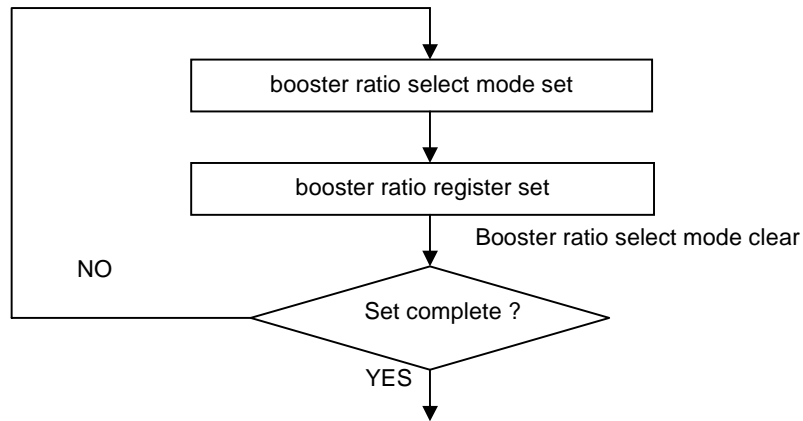 booster ratio select mode set
booster ratio register set
Booster ratio select mode clear
NO
Set complete ?
YES